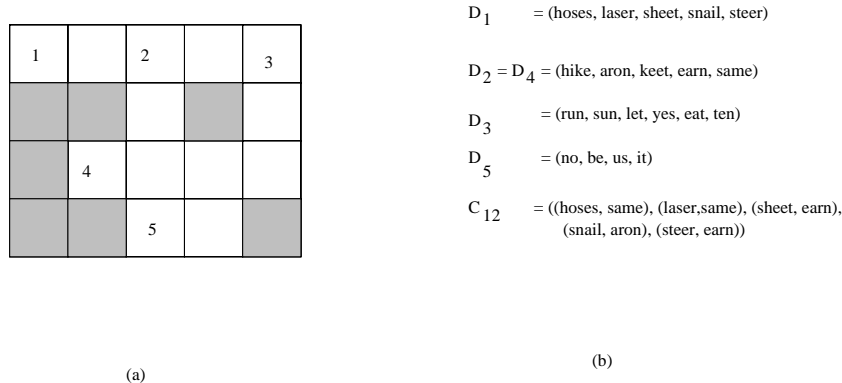 1 2 3
4
5
(a)
D1 = (hoses, laser, sheet, snail, steer)
D2 = D4 = (hike, aron, keet, earn, same)
D3 = (run, sun, let, yes, eat, ten)
D5 = (no, be, us, it)
C12 = ((hoses, same), (laser,same), (sheet, earn),
(snail, aron), (steer, earn))
(b)